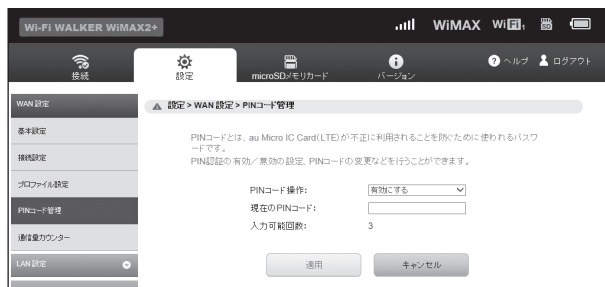 Wi-Fi WALKER WiMAX2+
WiMAX Wi-Fi 1 SD
接続
設定
microSDメモリカード
バージョン
? ヘルプ
ログアウト
WAN 設定
設定 > WAN 設定 > PINコード管理
基本設定
接続設定
プロファイル設定
PINコード管理
通信量カウンター
LAN 設定
PINコードとは、au Micro IC Card(LTE)が不正に利用されることを防ぐために使われるパスワ
ードです。
PIN認証の有効／無効の設定、PINコードの変更などを行うことができます。
PINコード操作: 有効にする
現在のPINコード:
入力可能回数: 3
適用
キャンセル